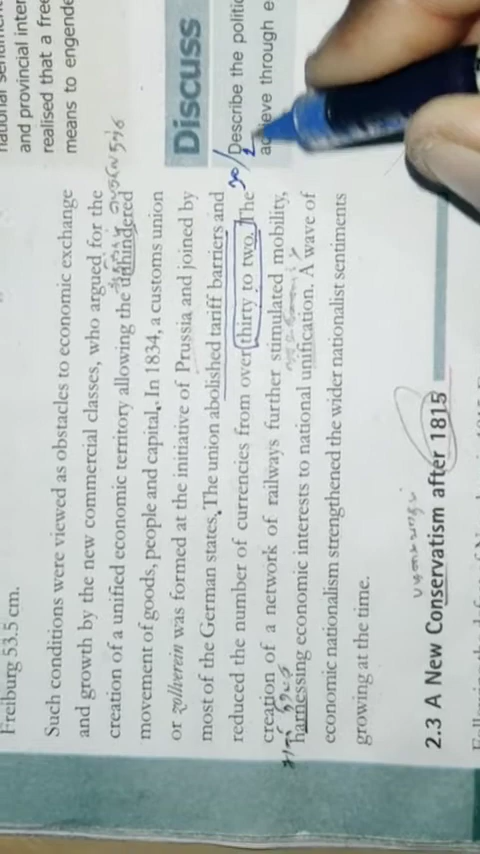 national sentiment
and provincial inter
realised that a free
means to engende
Discuss
Describe the politic
achieve through e
Freiburg 53.5 cm.
Such conditions were viewed as obstacles to economic exchange
and growth by the new commercial classes, who argued for the
creation of a unified economic territory allowing the unhindered
movement of goods, people and capital. In 1834, a customs union
or zollverein was formed at the initiative of Prussia and joined by
most of the German states. The union abolished tariff barriers and
reduced the number of currencies from over thirty to two. The
creation of a network of railways further stimulated mobility,
harnessing economic interests to national unification. A wave of
economic nationalism strengthened the wider nationalist sentiments
growing at the time.
2.3 A New Conservatism after 1815